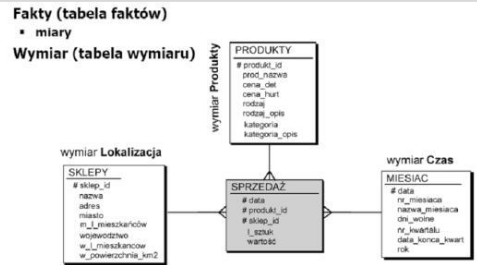 Fakty (tabela faktów)
▪ miary
Wymiar (tabela wymiaru)
wymiar Produkty
PRODUKTY
# produkt_id
prod_nazwa
cena_det
cena_hurt
rodzaj
rodzaj_opis
kategoria
kategoria_opis
wymiar Lokalizacja
SKLEPY
# sklep_id
nazwa
adres
miasto
m_l_mieszkańców
województwo
w_l_mieszkancow
w_powierzchnia_km2
SPRZEDAŻ
# data
# produkt_id
# sklep_id
l_sztuk
wartość
wymiar Czas
MIESIAC
# data
nr_miesiaca
nazwa_miesiaca
dni_wolne
nr_kwartału
data_konca_kwart
rok